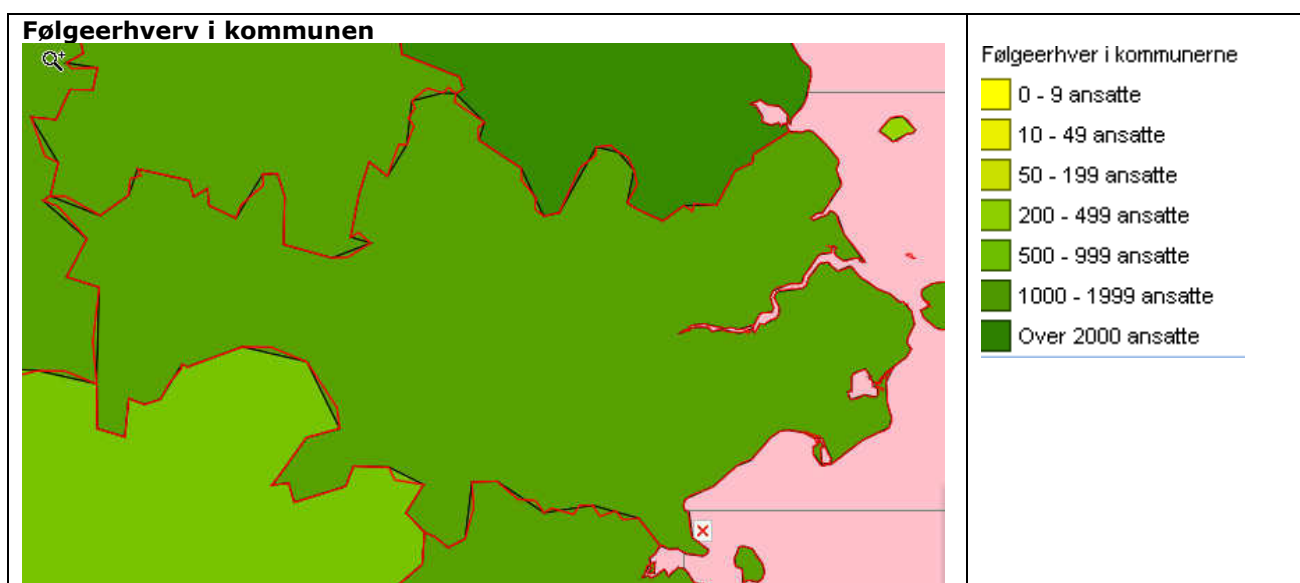 Følgeerhverv i kommunen
Følgeerhver i kommunerne
0 - 9 ansatte
10 - 49 ansatte
50 - 199 ansatte
200 - 499 ansatte
500 - 999 ansatte
1000 - 1999 ansatte
Over 2000 ansatte